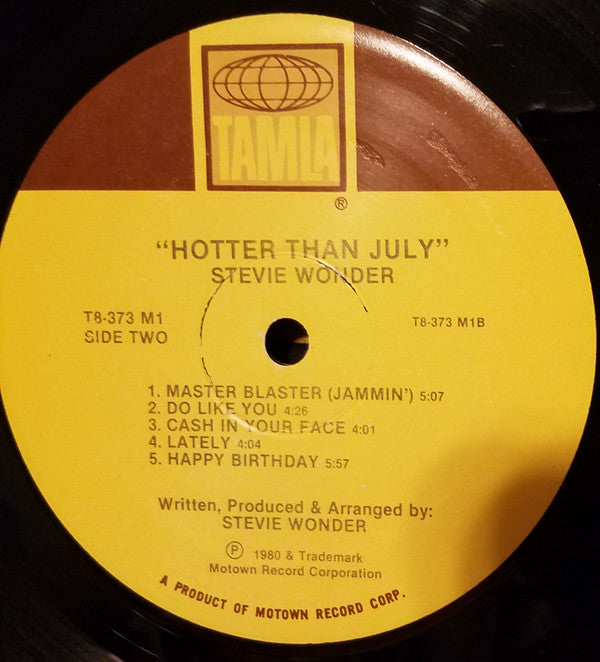 TAMLA
®
"HOTTER THAN JULY"
STEVIE WONDER
T8-373 M1
SIDE TWO
T8-373 M1B
1. MASTER BLASTER (JAMMIN') 5:07
2. DO LIKE YOU 4:26
3. CASH IN YOUR FACE 4:01
4. LATELY 4:04
5. HAPPY BIRTHDAY 5:57
Written, Produced & Arranged by:
STEVIE WONDER
℗ 1980 & Trademark
Motown Record Corporation
A PRODUCT OF MOTOWN RECORD CORP.